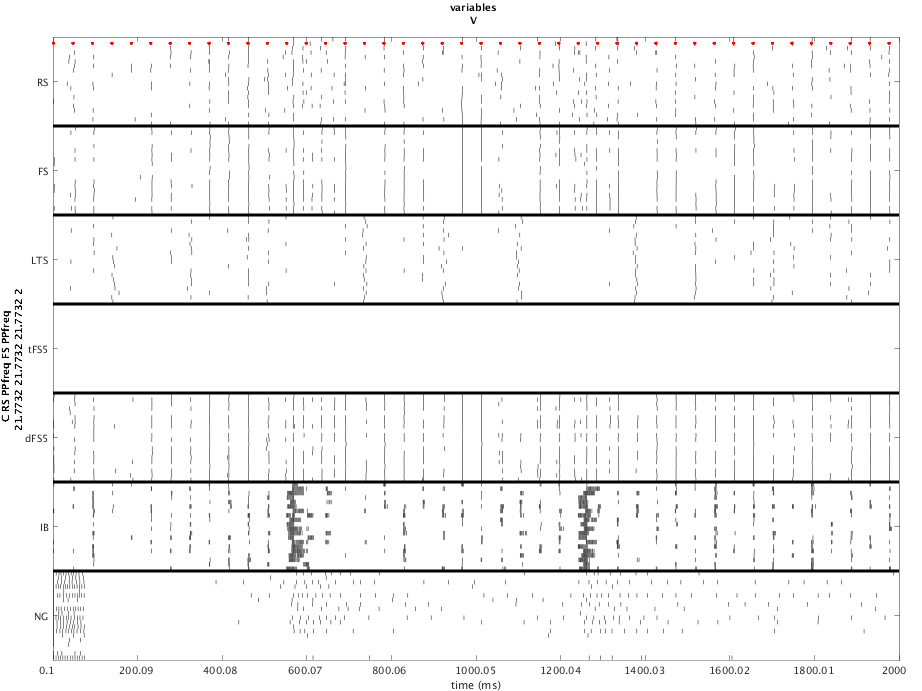 variables
V
RS
FS
LTS
tFS5
dFS5
IB
NG
C RS PPfreq FS PPfreq
21.7732 21.7732 21.7732 2
0.1 200.09 400.08 600.07 800.06 1000.05 1200.04 1400.03 1600.02 1800.01 2000
time (ms)